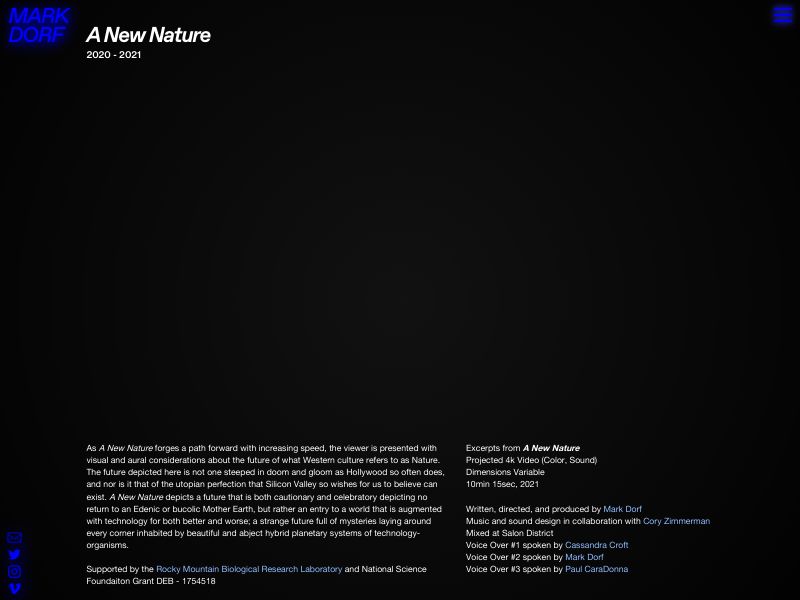 MARK
DORF
A New Nature
2020 - 2021
As A New Nature forges a path forward with increasing speed, the viewer is presented with
visual and aural considerations about the future of what Western culture refers to as Nature.
The future depicted here is not one steeped in doom and gloom as Hollywood so often does,
and nor is it that of the utopian perfection that Silicon Valley so wishes for us to believe can
exist. A New Nature depicts a future that is both cautionary and celebratory depicting no
return to an Edenic or bucolic Mother Earth, but rather an entry to a world that is augmented
with technology for both better and worse; a strange future full of mysteries laying around
every corner inhabited by beautiful and abject hybrid planetary systems of technology-
organisms.
Supported by the Rocky Mountain Biological Research Laboratory and National Science
Foundaiton Grant DEB - 1754518
Excerpts from A New Nature
Projected 4k Video (Color, Sound)
Dimensions Variable
10min 15sec, 2021
Written, directed, and produced by Mark Dorf
Music and sound design in collaboration with Cory Zimmerman
Mixed at Salon District
Voice Over #1 spoken by Cassandra Croft
Voice Over #2 spoken by Mark Dorf
Voice Over #3 spoken by Paul CaraDonna